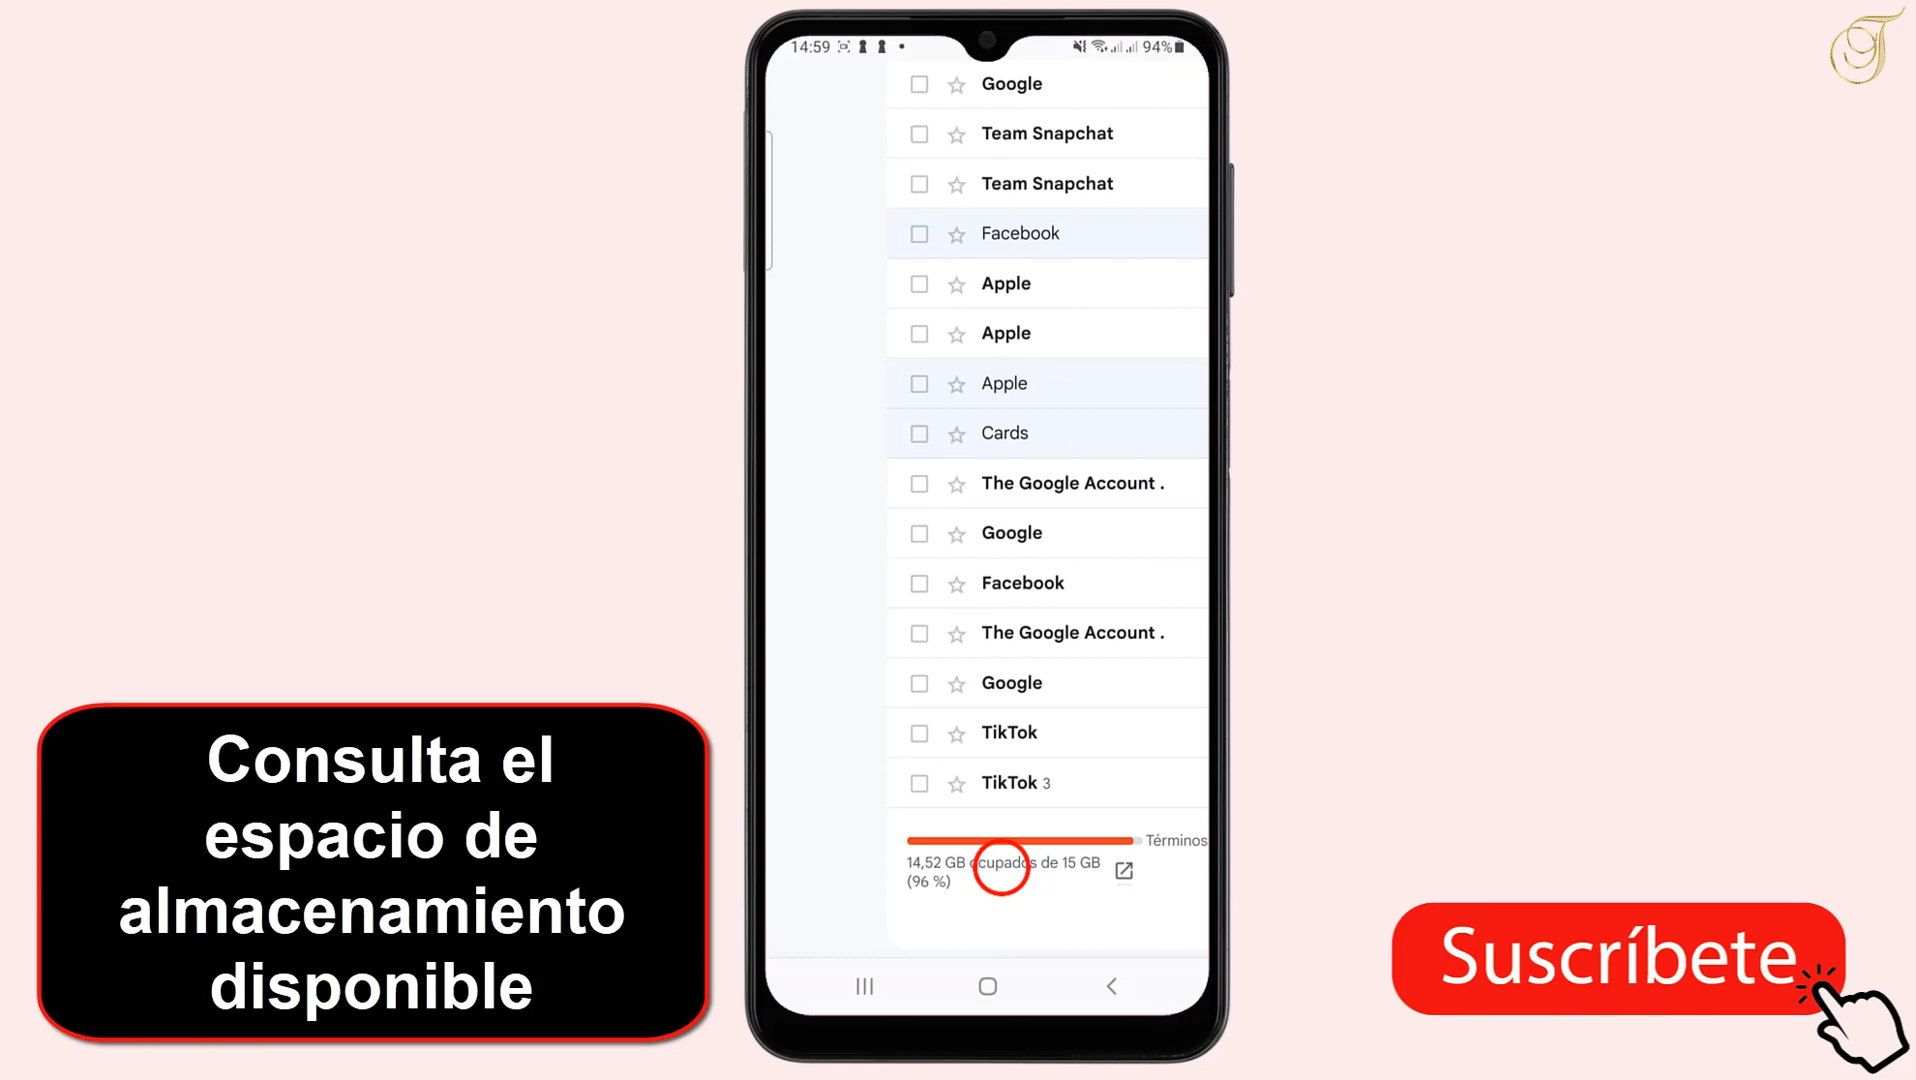 14:59
94%
Google
Team Snapchat
Team Snapchat
Facebook
Apple
Apple
Apple
Cards
The Google Account .
Google
Facebook
The Google Account .
Google
TikTok
TikTok 3
Términos
14,52 GB ocupados de 15 GB
(96 %)
Consulta el
espacio de
almacenamiento
disponible
Suscríbete